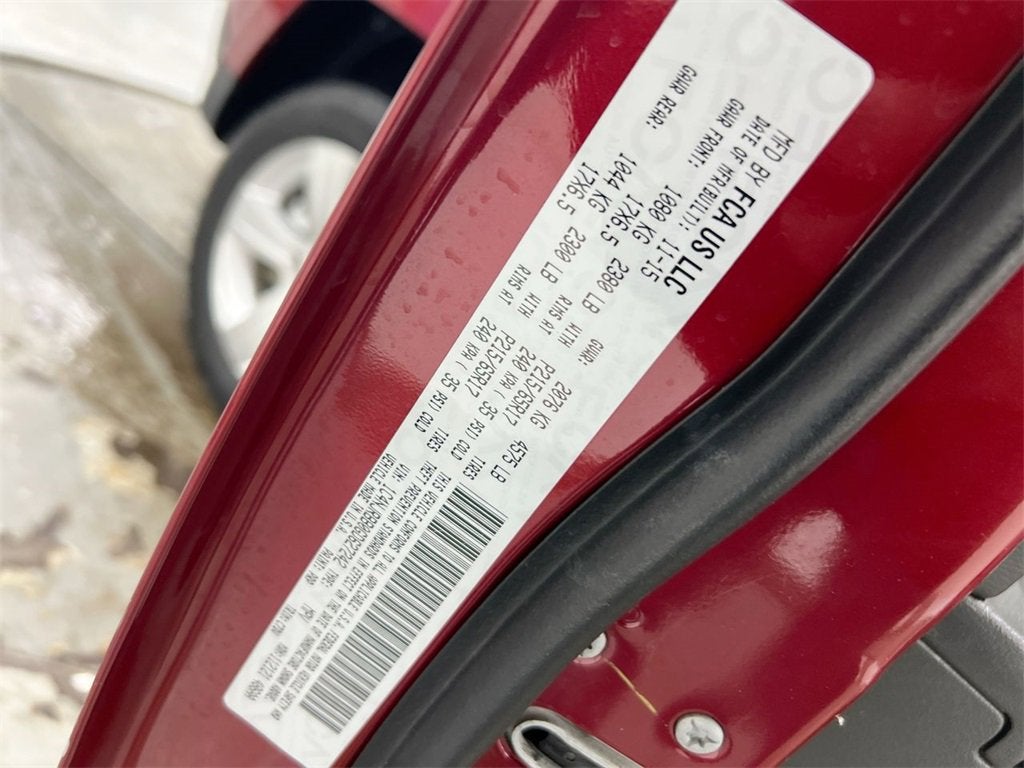 MFD BY FCA US LLC
DATE OF MFR(BUILT): 11-15 GVWR: 2076 KG 4575 LB
GAWR FRONT: 1080 KG 2380 LB WITH P215/65R17 TIRES
17X6.5 RIMS AT 240 KPA ( 35 PSI) COLD
GAWR REAR: 1044 KG 2300 LB WITH P215/65R17 TIRES
17X6.5 RIMS AT 240 KPA ( 35 PSI) COLD
THIS VEHICLE CONFORMS TO ALL APPLICABLE U.S.A. FEDERAL MOTOR VEHICLE SAFETY AND
THEFT PREVENTION STANDARDS IN EFFECT ON THE DATE OF MANUFACTURE SHOWN ABOVE.
VIN: TYPE: MPV
VEHICLE MADE IN U.S.A. PAINT: TRIM: